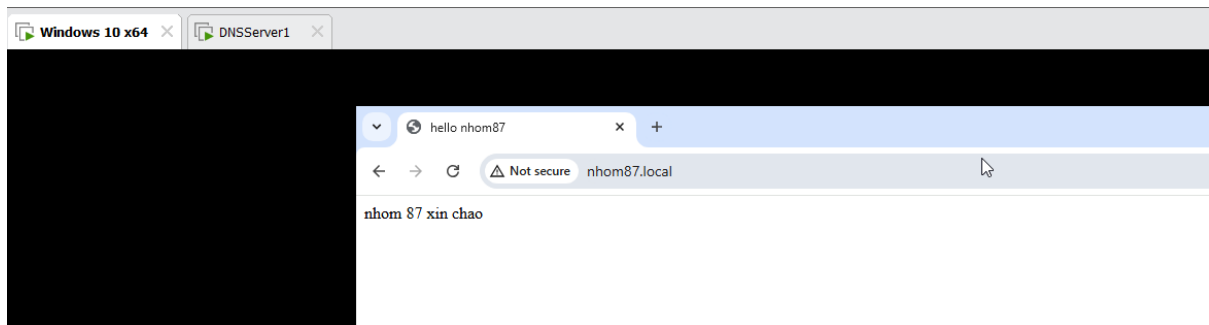 Windows 10 x64 DNSServer1
hello nhom87
Not secure nhom87.local
nhom 87 xin chao